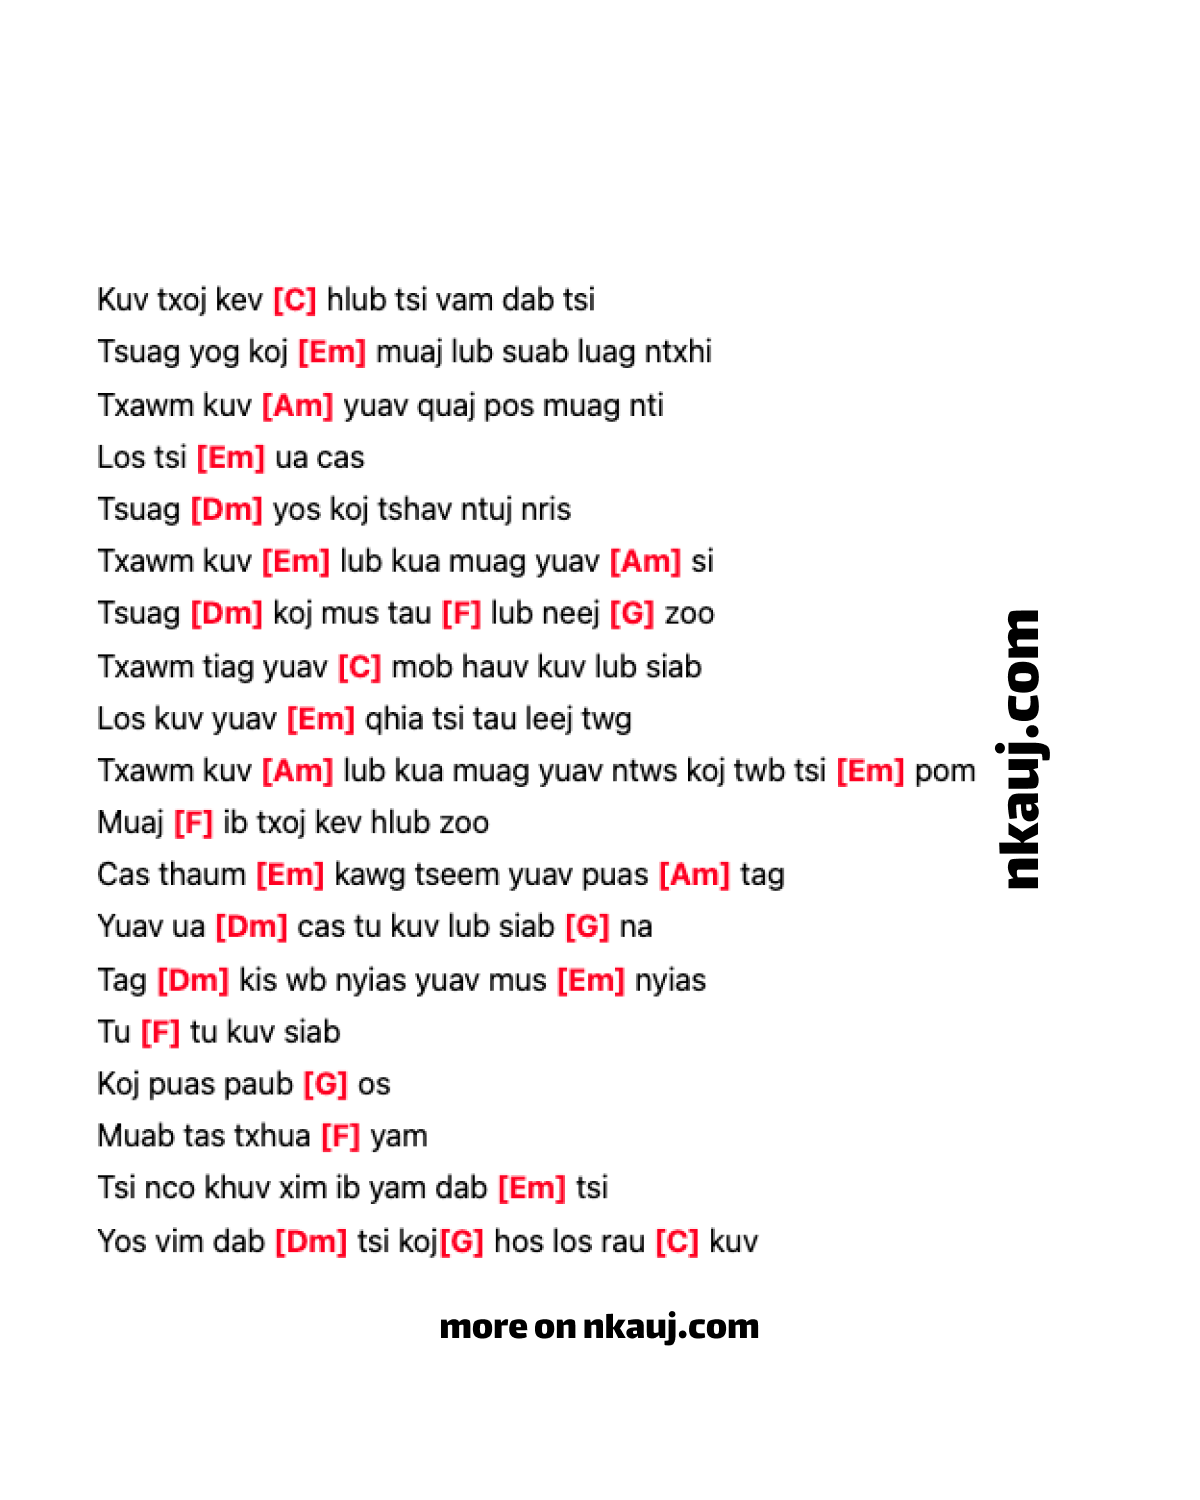 Kuv txoj kev [C] hlub tsi vam dab tsi
Tsuag yog koj [Em] muaj lub suab luag ntxhi
Txawm kuv [Am] yuav quaj pos muag nti
Los tsi [Em] ua cas
Tsuag [Dm] yos koj tshav ntuj nris
Txawm kuv [Em] lub kua muag yuav [Am] si
Tsuag [Dm] koj mus tau [F] lub neej [G] zoo
Txawm tiag yuav [C] mob hauv kuv lub siab
Los kuv yuav [Em] qhia tsi tau leej twg
Txawm kuv [Am] lub kua muag yuav ntws koj twb tsi [Em] pom
Muaj [F] ib txoj kev hlub zoo
Cas thaum [Em] kawg tseem yuav puas [Am] tag
Yuav ua [Dm] cas tu kuv lub siab [G] na
Tag [Dm] kis wb nyias yuav mus [Em] nyias
Tu [F] tu kuv siab
Koj puas paub [G] os
Muab tas txhua [F] yam
Tsi nco khuv xim ib yam dab [Em] tsi
Yos vim dab [Dm] tsi koj[G] hos los rau [C] kuv
nkauj.com
more on nkauj.com